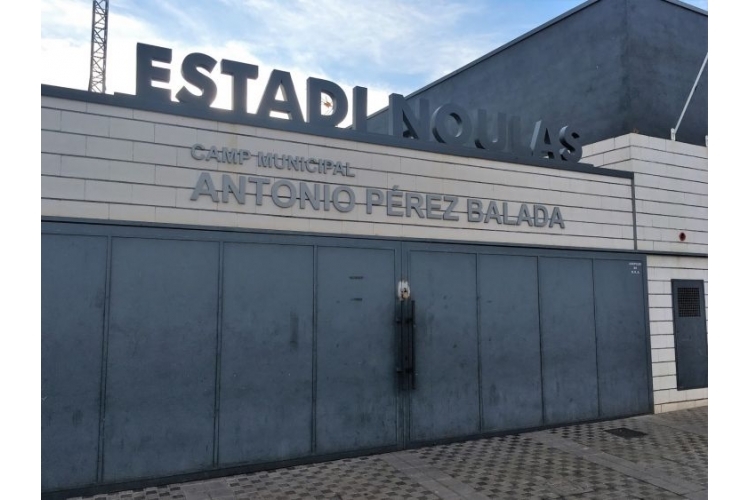 ESTADI NOU LAS
CAMP MUNICIPAL
ANTONIO PÉREZ BALADA